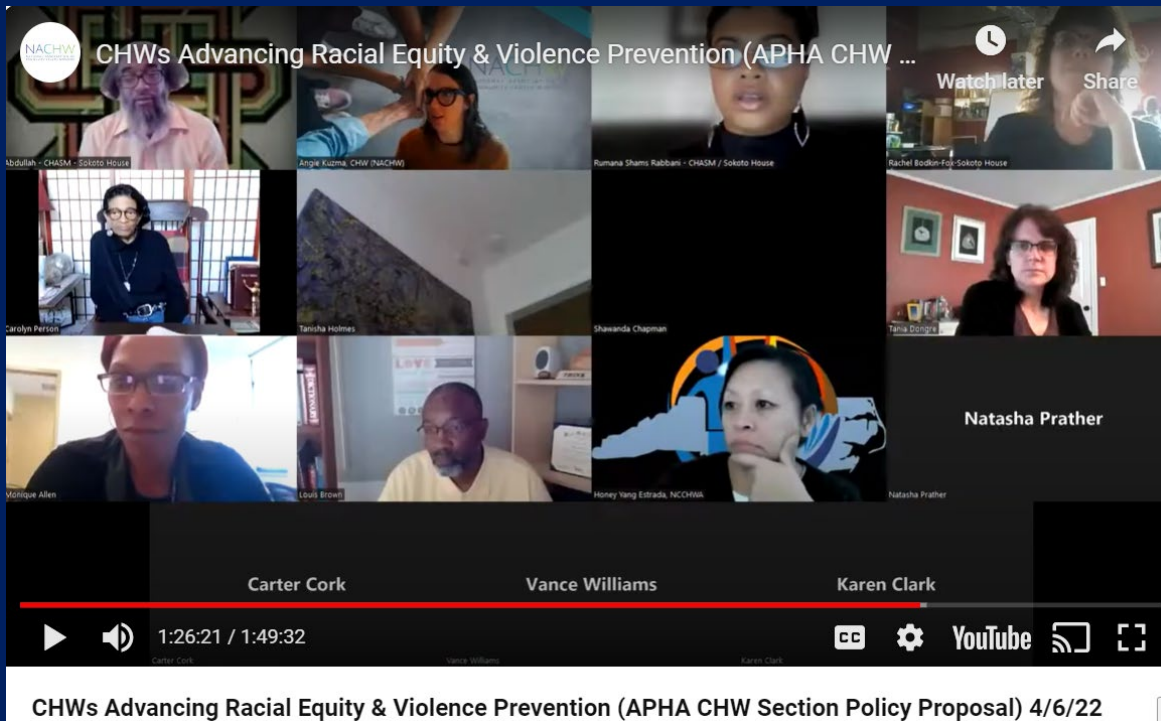 NACHW
CHWs Advancing Racial Equity & Violence Prevention (APHA CHW ...
Watch later
Share
NACHW
Abdullah - CHASM - Sokoto House
Angie Kuzma, CHW (NACHW)
Rumana Shams Rabbani - CHASM / Sokoto House
Rachel Bodkin-Fox-Sokoto House
Carolyn Person
Tanisha Holmes
Shawanda Chapman
Tania Dongre
LOVE
Natasha Prather
Monique Allen
Louis Brown
Honey Yang Estrada, NCCHWA
Natasha Prather
Carter Cork
Vance Williams
Karen Clark
1:26:21 / 1:49:32
CC
YouTube
Carter Cork
Vance Williams
Karen Clark
CHWs Advancing Racial Equity & Violence Prevention (APHA CHW Section Policy Proposal) 4/6/22